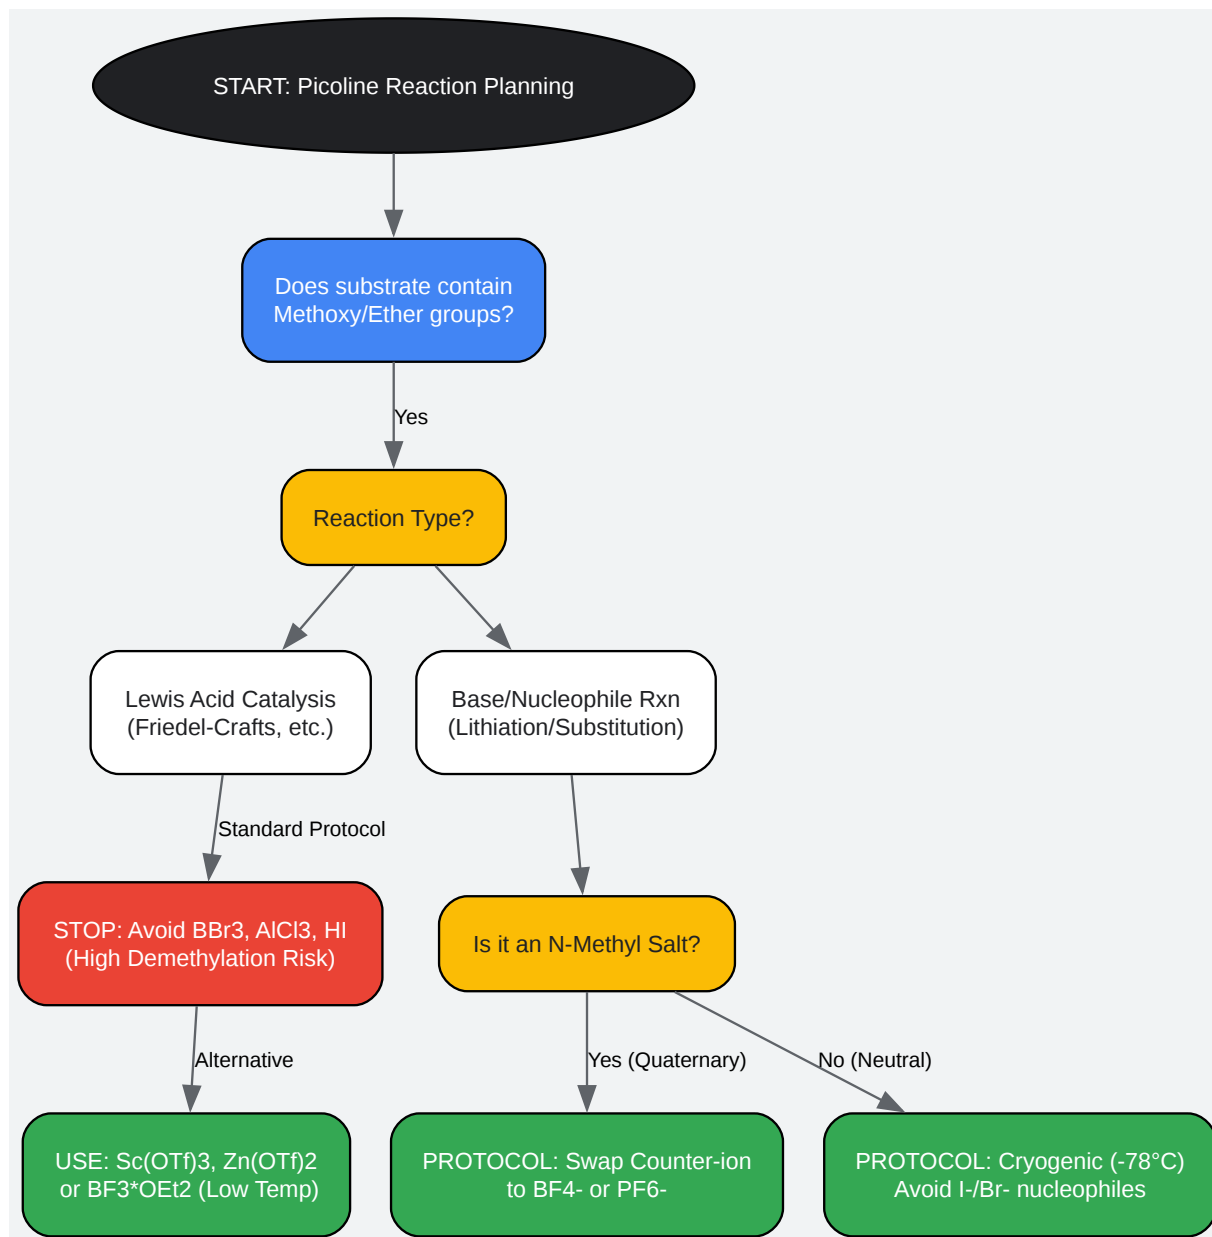 START: Picoline Reaction Planning
Does substrate contain
Methoxy/Ether groups?
Yes
Reaction Type?
Lewis Acid Catalysis
(Friedel-Crafts, etc.)
Base/Nucleophile Rxn
(Lithiation/Substitution)
Standard Protocol
STOP: Avoid BBr3, AlCl3, HI
(High Demethylation Risk)
Is it an N-Methyl Salt?
Alternative
Yes (Quaternary)
No (Neutral)
USE: Sc(OTf)3, Zn(OTf)2
or BF3*OEt2 (Low Temp)
PROTOCOL: Swap Counter-ion
to BF4- or PF6-
PROTOCOL: Cryogenic (-78°C)
Avoid I-/Br- nucleophiles